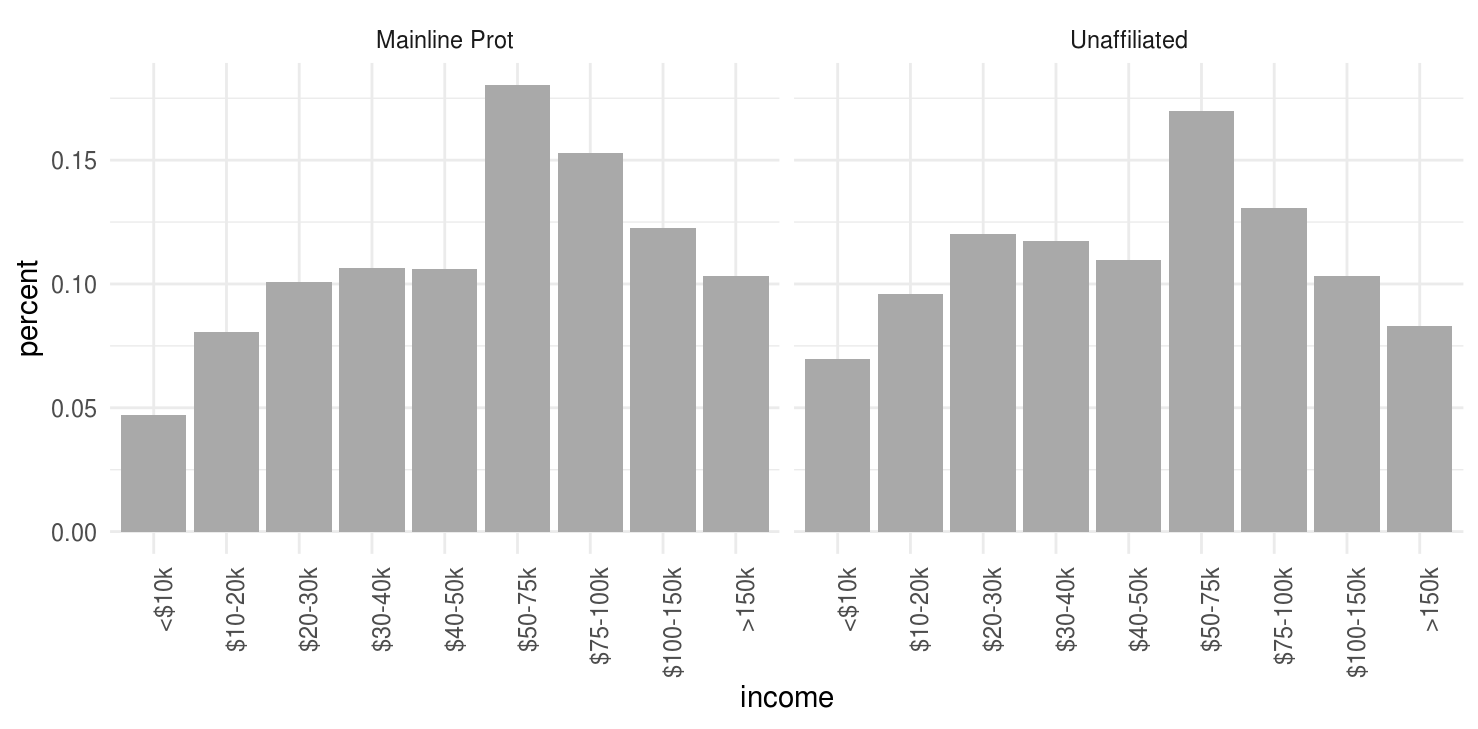 Mainline Prot
Unaffiliated
0.15
0.10
0.05
0.00
percent
<$10k
$10-20k
$20-30k
$30-40k
$40-50k
$50-75k
$75-100k
$100-150k
>150k
<$10k
$10-20k
$20-30k
$30-40k
$40-50k
$50-75k
$75-100k
$100-150k
>150k
income